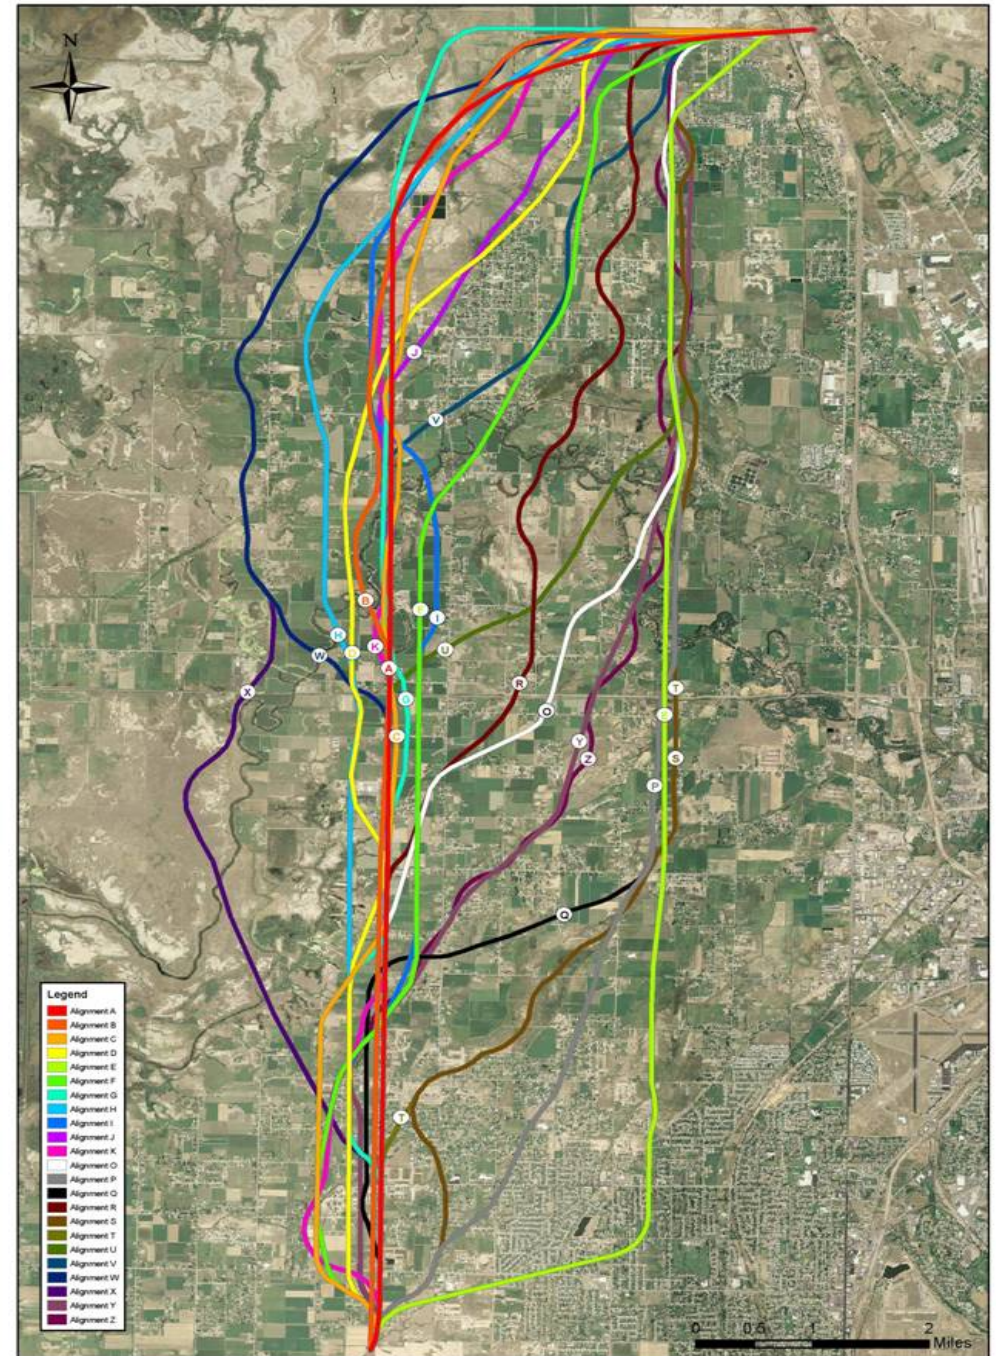 N
J
V
B
I
H
K
U
W
D
A
X
R
T
G
O
E
C
Y
Z
S
P
Q
T
Legend
Alignment A
Alignment B
Alignment C
Alignment D
Alignment E
Alignment F
Alignment G
Alignment H
Alignment I
Alignment J
Alignment K
Alignment O
Alignment P
Alignment Q
Alignment R
Alignment S
Alignment T
Alignment U
Alignment V
Alignment W
Alignment X
Alignment Y
Alignment Z
0 0.5 1 2
Miles